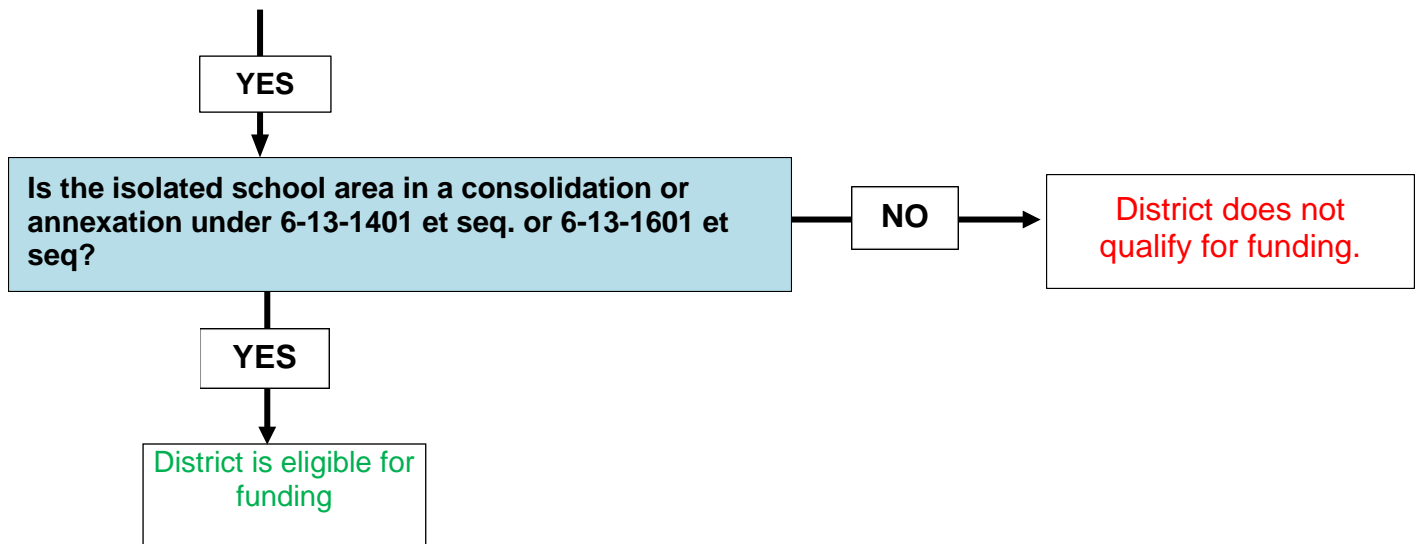 YES
Is the isolated school area in a consolidation or
annexation under 6-13-1401 et seq. or 6-13-1601 et
seq?
NO
District does not
qualify for funding.
YES
District is eligible for
funding